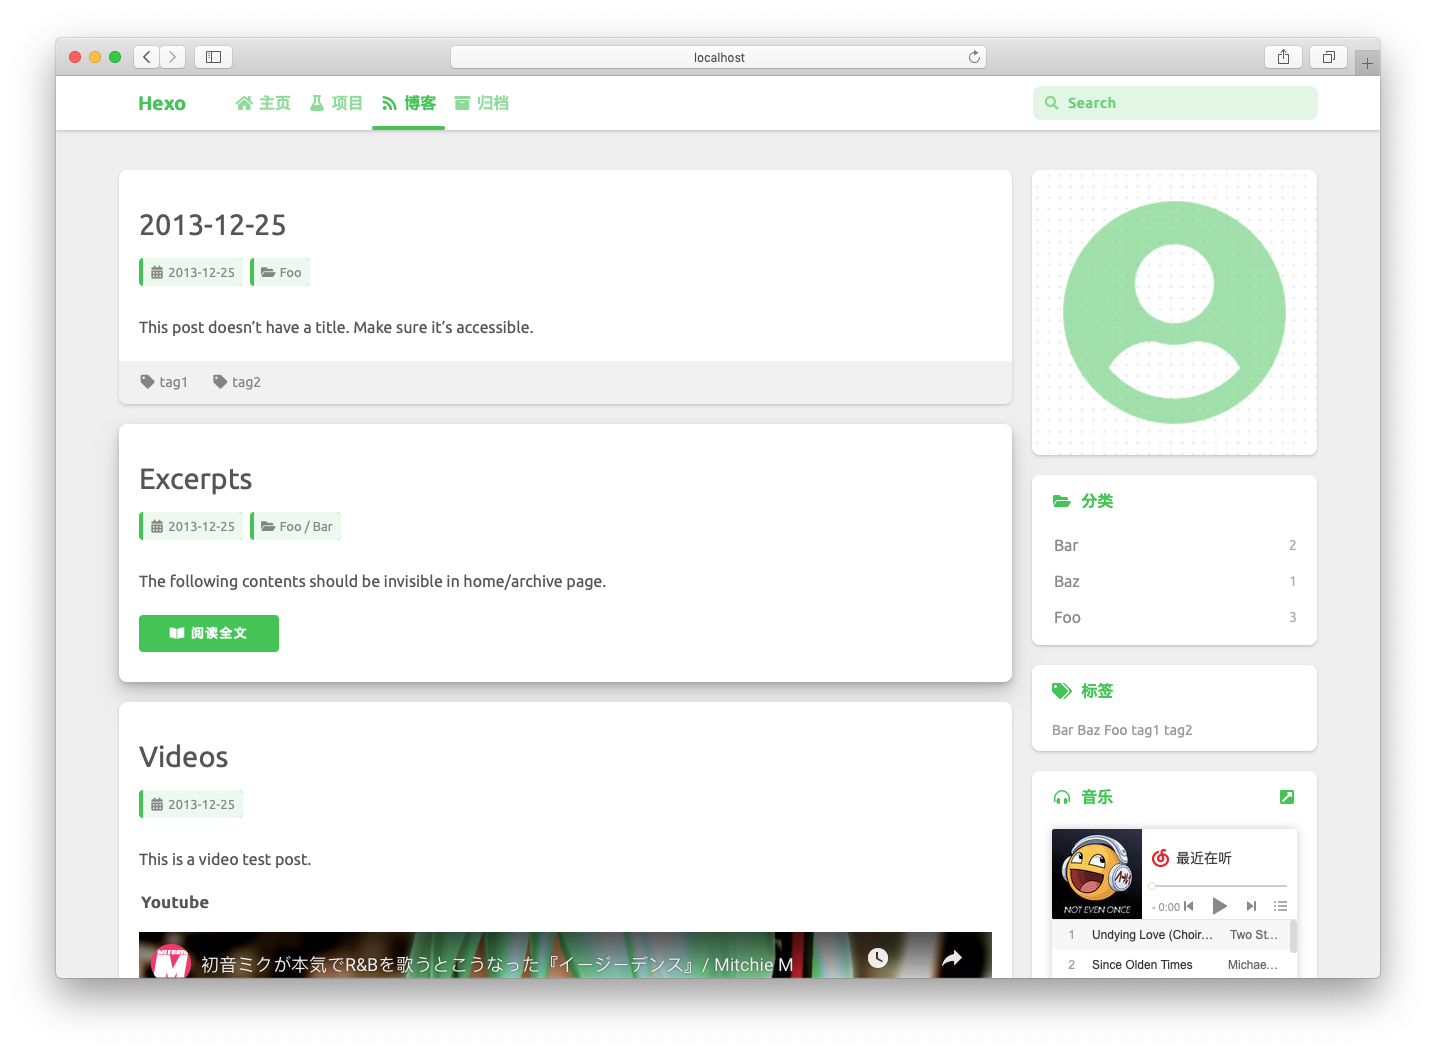 localhost
Hexo 主页 项目 博客 归档 Search
2013-12-25
2013-12-25 Foo
This post doesn’t have a title. Make sure it’s accessible.
tag1 tag2
Excerpts
2013-12-25 Foo / Bar
The following contents should be invisible in home/archive page.
阅读全文
Videos
2013-12-25
This is a video test post.
Youtube
初音ミクが本気でR&Bを歌うとこうなった『イージーデンス』/ Mitchie M
分类
Bar 2
Baz 1
Foo 3
标签
Bar Baz Foo tag1 tag2
音乐
NOT EVEN ONCE
最近在听
- 0:00
1 Undying Love (Choir... Two St...
2 Since Olden Times Michae...